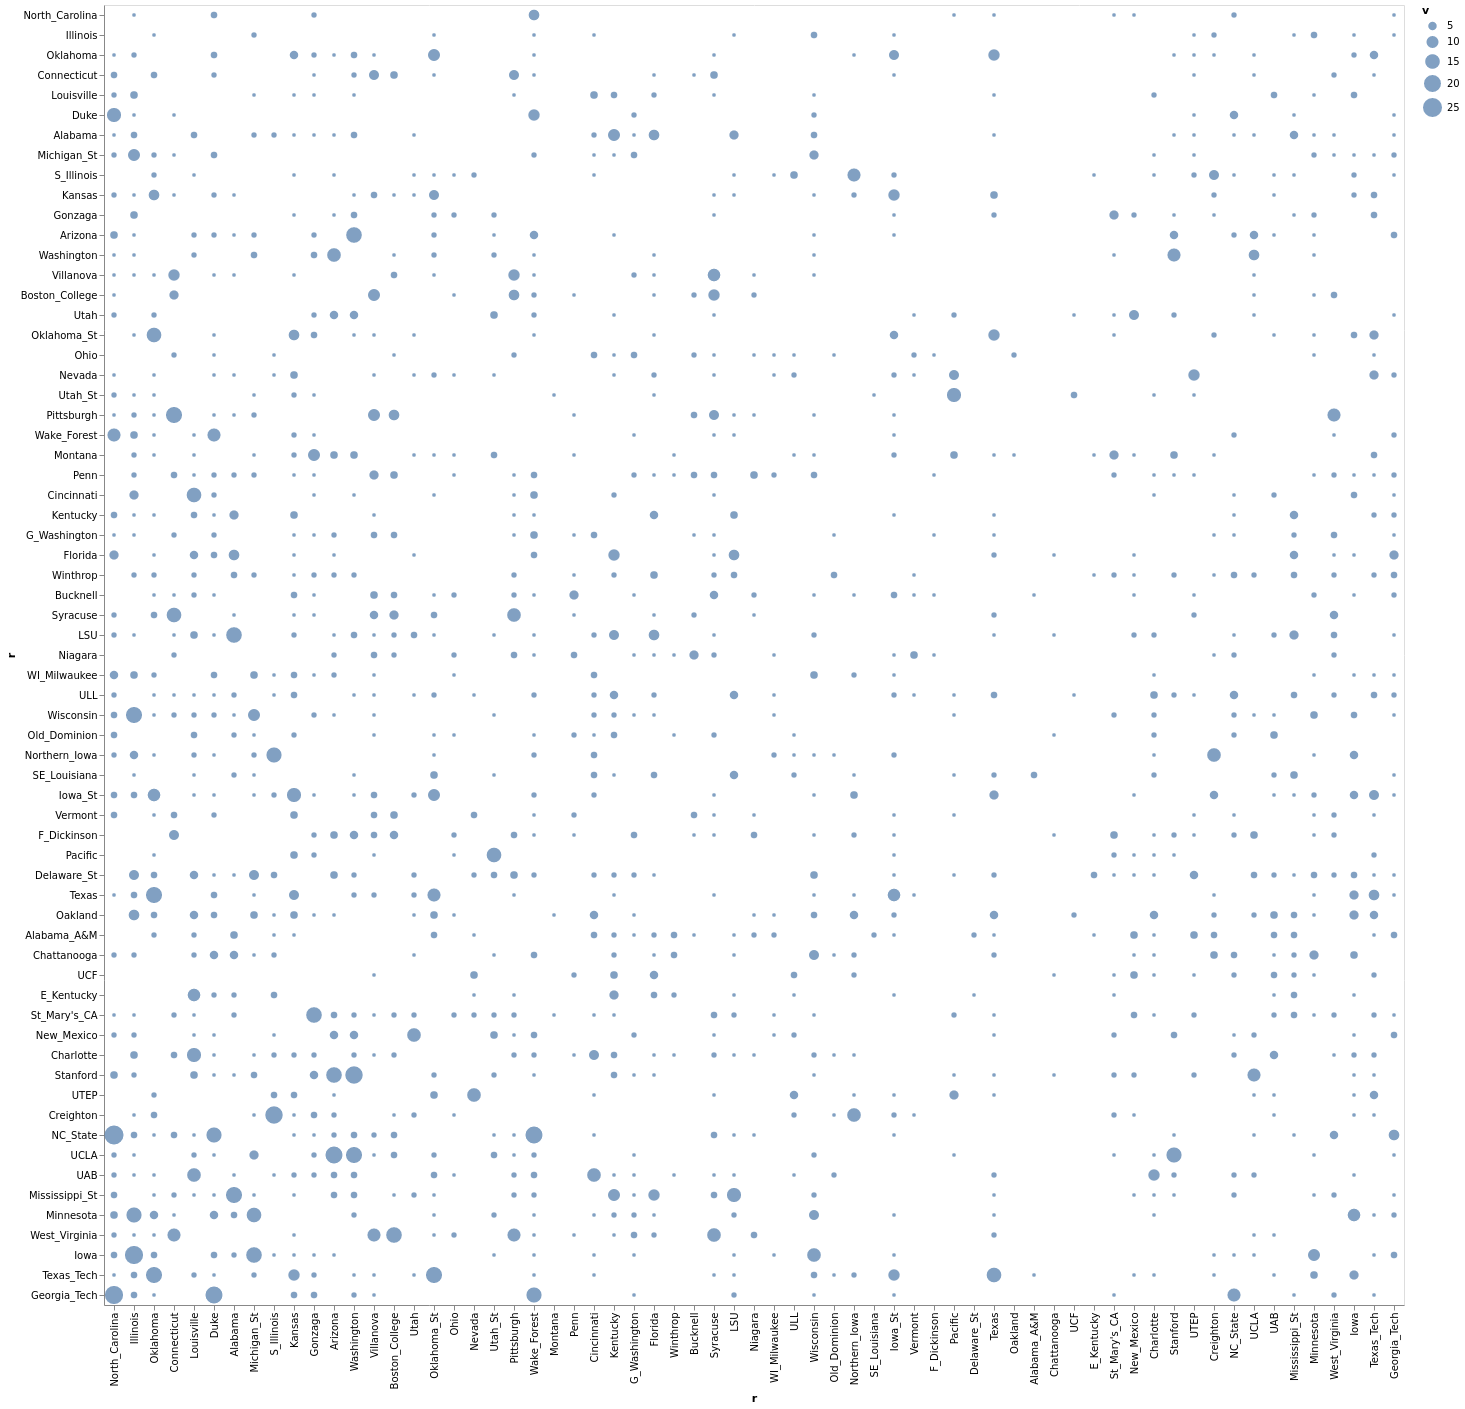 North_Carolina
Illinois
Oklahoma
Connecticut
Louisville
Duke
Alabama
Michigan_St
S_Illinois
Kansas
Gonzaga
Arizona
Washington
Villanova
Boston_College
Utah
Oklahoma_St
Ohio
Nevada
Utah_St
Pittsburgh
Wake_Forest
Montana
Penn
Cincinnati
Kentucky
G_Washington
Florida
Winthrop
Bucknell
Syracuse
LSU
Niagara
WI_Milwaukee
ULL
Wisconsin
Old_Dominion
Northern_Iowa
SE_Louisiana
Iowa_St
Vermont
F_Dickinson
Pacific
Delaware_St
Texas
Oakland
Alabama_A&M
Chattanooga
UCF
E_Kentucky
St_Mary's_CA
New_Mexico
Charlotte
Stanford
UTEP
Creighton
NC_State
UCLA
UAB
Mississippi_St
Minnesota
West_Virginia
Iowa
Texas_Tech
Georgia_Tech
r
North_Carolina
Illinois
Oklahoma
Connecticut
Louisville
Duke
Alabama
Michigan_St
S_Illinois
Kansas
Gonzaga
Arizona
Washington
Villanova
Boston_College
Utah
Oklahoma_St
Ohio
Nevada
Utah_St
Pittsburgh
Wake_Forest
Montana
Penn
Cincinnati
Kentucky
G_Washington
Florida
Winthrop
Bucknell
Syracuse
LSU
Niagara
WI_Milwaukee
ULL
Wisconsin
Old_Dominion
Northern_Iowa
SE_Louisiana
Iowa_St
Vermont
F_Dickinson
Pacific
Delaware_St
Texas
Oakland
Alabama_A&M
Chattanooga
UCF
E_Kentucky
St_Mary's_CA
New_Mexico
Charlotte
Stanford
UTEP
Creighton
NC_State
UCLA
UAB
Mississippi_St
Minnesota
West_Virginia
Iowa
Texas_Tech
Georgia_Tech
r
v
5
10
15
20
25